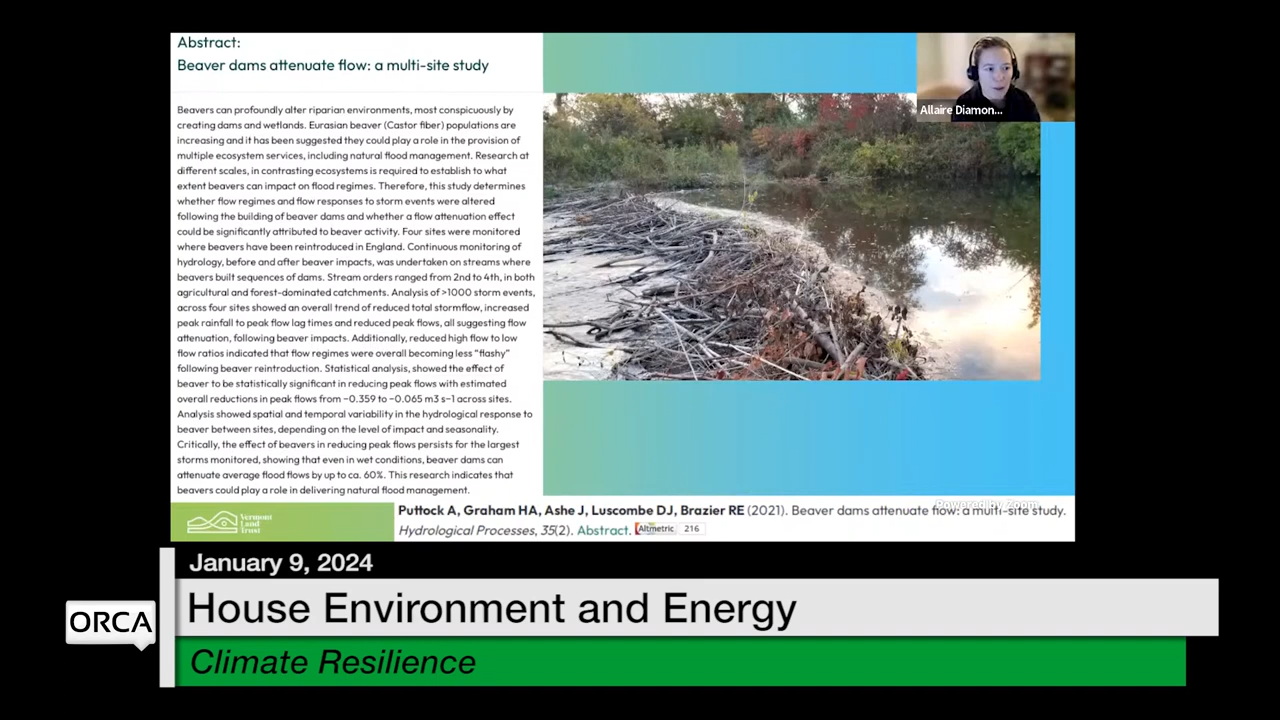 Abstract:
Beaver dams attenuate flow: a multi-site study
Beavers can profoundly alter riparian environments, most conspicuously by
creating dams and wetlands. Eurasian beaver (Castor fiber) populations are
increasing and it has been suggested they could play a role in the provision of
multiple ecosystem services, including natural flood management. Research at
different scales, in contrasting ecosystems is required to establish to what
extent beavers can impact on flood regimes. Therefore, this study determines
whether flow regimes and flow responses to storm events were altered
following the building of beaver dams and whether a flow attenuation effect
could be significantly attributed to beaver activity. Four sites were monitored
where beavers have been reintroduced in England. Continuous monitoring of
hydrology, before and after beaver impacts, was undertaken on streams where
beavers built sequences of dams. Stream orders ranged from 2nd to 4th, in both
agricultural and forest-dominated catchments. Analysis of >1000 storm events,
across four sites showed an overall trend of reduced total stormflow, increased
peak rainfall to peak flow lag times and reduced peak flows, all suggesting flow
attenuation, following beaver impacts. Additionally, reduced high flow to low
flow ratios indicated that flow regimes were overall becoming less "flashy"
following beaver reintroduction. Statistical analysis, showed the effect of
beaver to be statistically significant in reducing peak flows with estimated
overall reductions in peak flows from −0.359 to −0.065 m3 s−1 across sites.
Analysis showed spatial and temporal variability in the hydrological response to
beaver between sites, depending on the level of impact and seasonality.
Critically, the effect of beavers in reducing peak flows persists for the largest
storms monitored, showing that even in wet conditions, beaver dams can
attenuate average flood flows by up to ca. 60%. This research indicates that
beavers could play a role in delivering natural flood management.
Allaire Diamon...
Powered by Zoom
Vermont
Land
Trust
Puttock A, Graham HA, Ashe J, Luscombe DJ, Brazier RE (2021). Beaver dams attenuate flow: a multi-site study.
Hydrological Processes, 35(2). Abstract. Altmetric 216
January 9, 2024
ORCA
House Environment and Energy
Climate Resilience